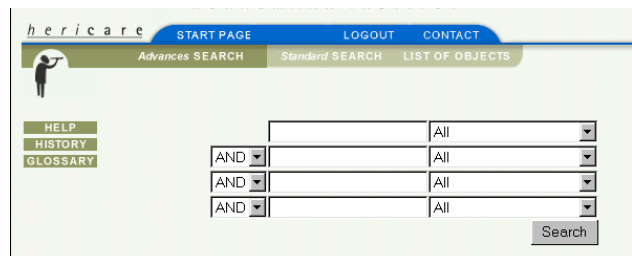 hericare START PAGE LOGOUT CONTACT
Advances SEARCH Standard SEARCH LIST OF OBJECTS
HELP All
HISTORY
AND All
GLOSSARY
AND All
AND All
Search